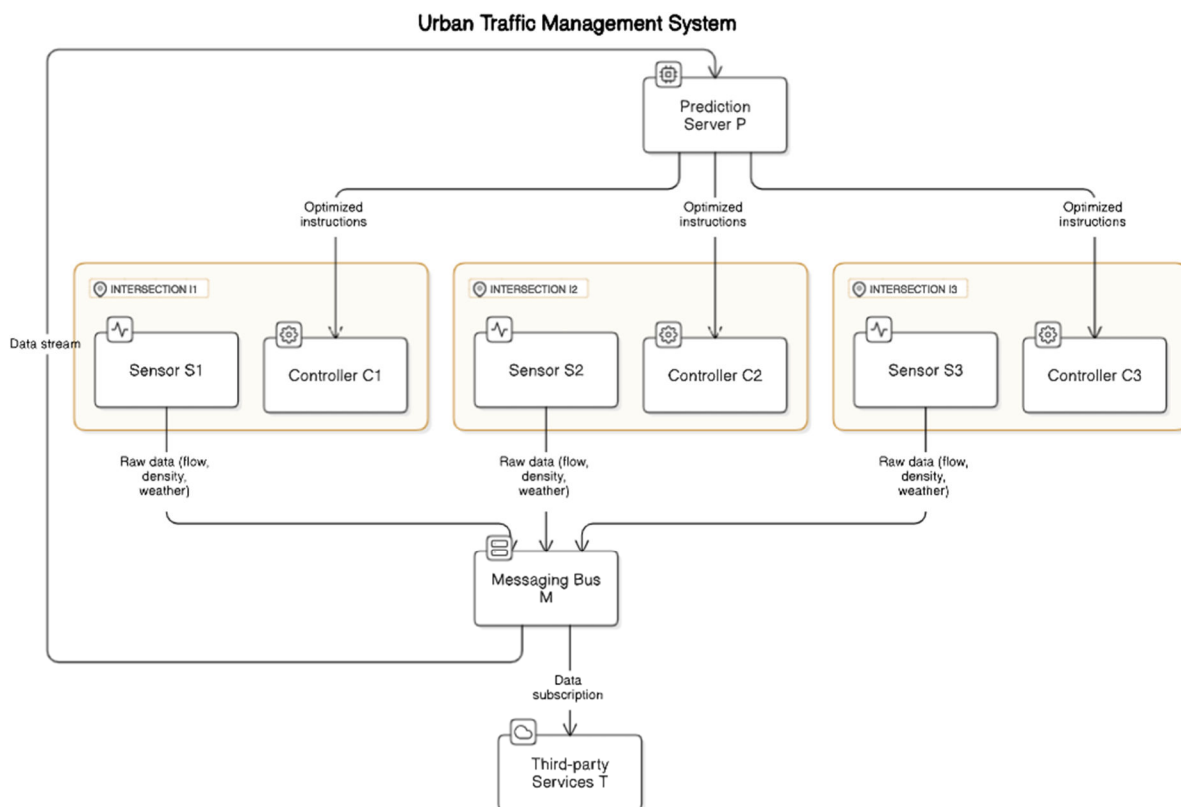 Urban Traffic Management System
Prediction
Server P
Optimized
instructions
Optimized
instructions
Optimized
instructions
INTERSECTION I1
INTERSECTION I2
INTERSECTION I3
Data stream
Sensor S1
Controller C1
Sensor S2
Controller C2
Sensor S3
Controller C3
Raw data (flow,
density,
weather)
Raw data (flow,
density,
weather)
Raw data (flow,
density,
weather)
Messaging Bus
M
Data
subscription
Third-party
Services T